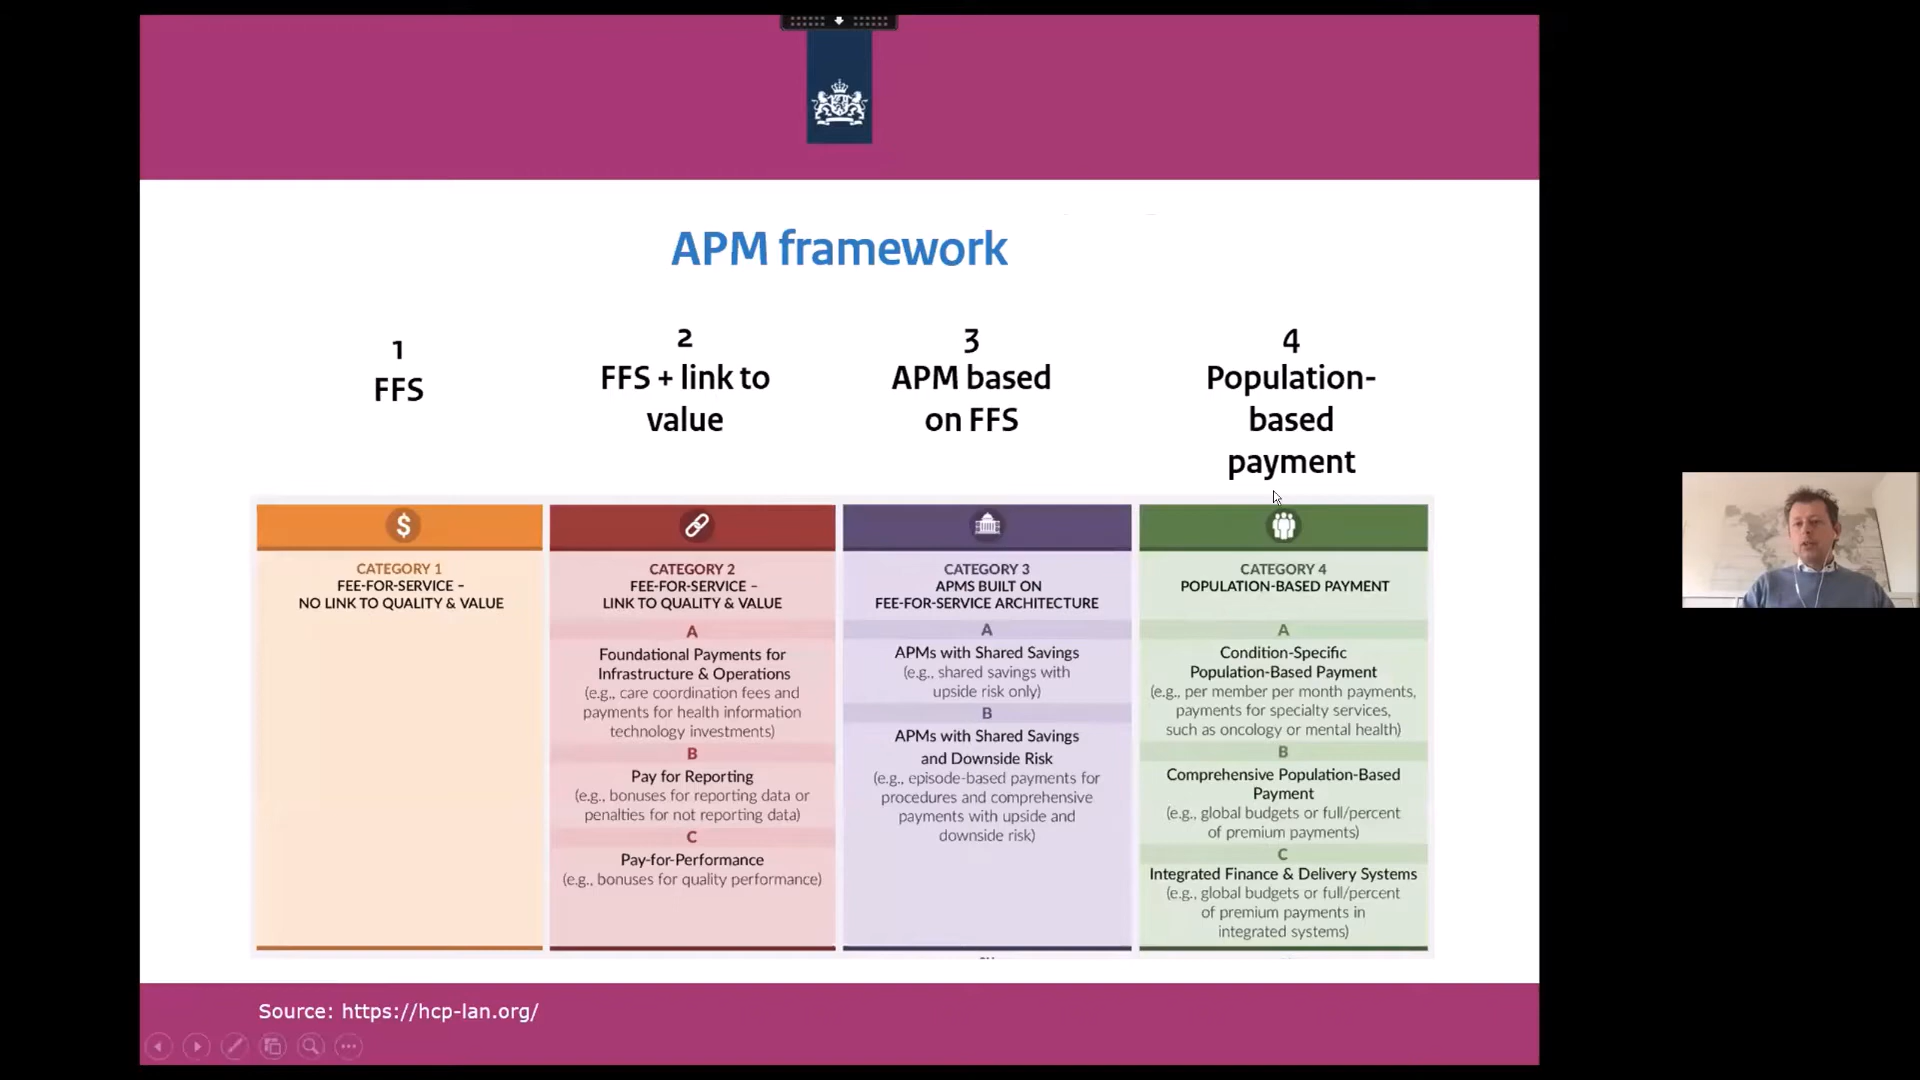 APM framework
1
FFS
2
FFS + link to
value
3
APM based
on FFS
4
Population-
based
payment
$
CATEGORY 1
FEE-FOR-SERVICE –
NO LINK TO QUALITY & VALUE
CATEGORY 2
FEE-FOR-SERVICE –
LINK TO QUALITY & VALUE
A
Foundational Payments for
Infrastructure & Operations
(e.g., care coordination fees and
payments for health information
technology investments)
B
Pay for Reporting
(e.g., bonuses for reporting data or
penalties for not reporting data)
C
Pay-for-Performance
(e.g., bonuses for quality performance)
CATEGORY 3
APMS BUILT ON
FEE-FOR-SERVICE ARCHITECTURE
A
APMs with Shared Savings
(e.g., shared savings with
upside risk only)
B
APMs with Shared Savings
and Downside Risk
(e.g., episode-based payments for
procedures and comprehensive
payments with upside and
downside risk)
CATEGORY 4
POPULATION-BASED PAYMENT
A
Condition-Specific
Population-Based Payment
(e.g., per member per month payments,
payments for specialty services,
such as oncology or mental health)
B
Comprehensive Population-Based
Payment
(e.g., global budgets or full/percent
of premium payments)
C
Integrated Finance & Delivery Systems
(e.g., global budgets or full/percent
of premium payments in
integrated systems)
Source: https://hcp-lan.org/